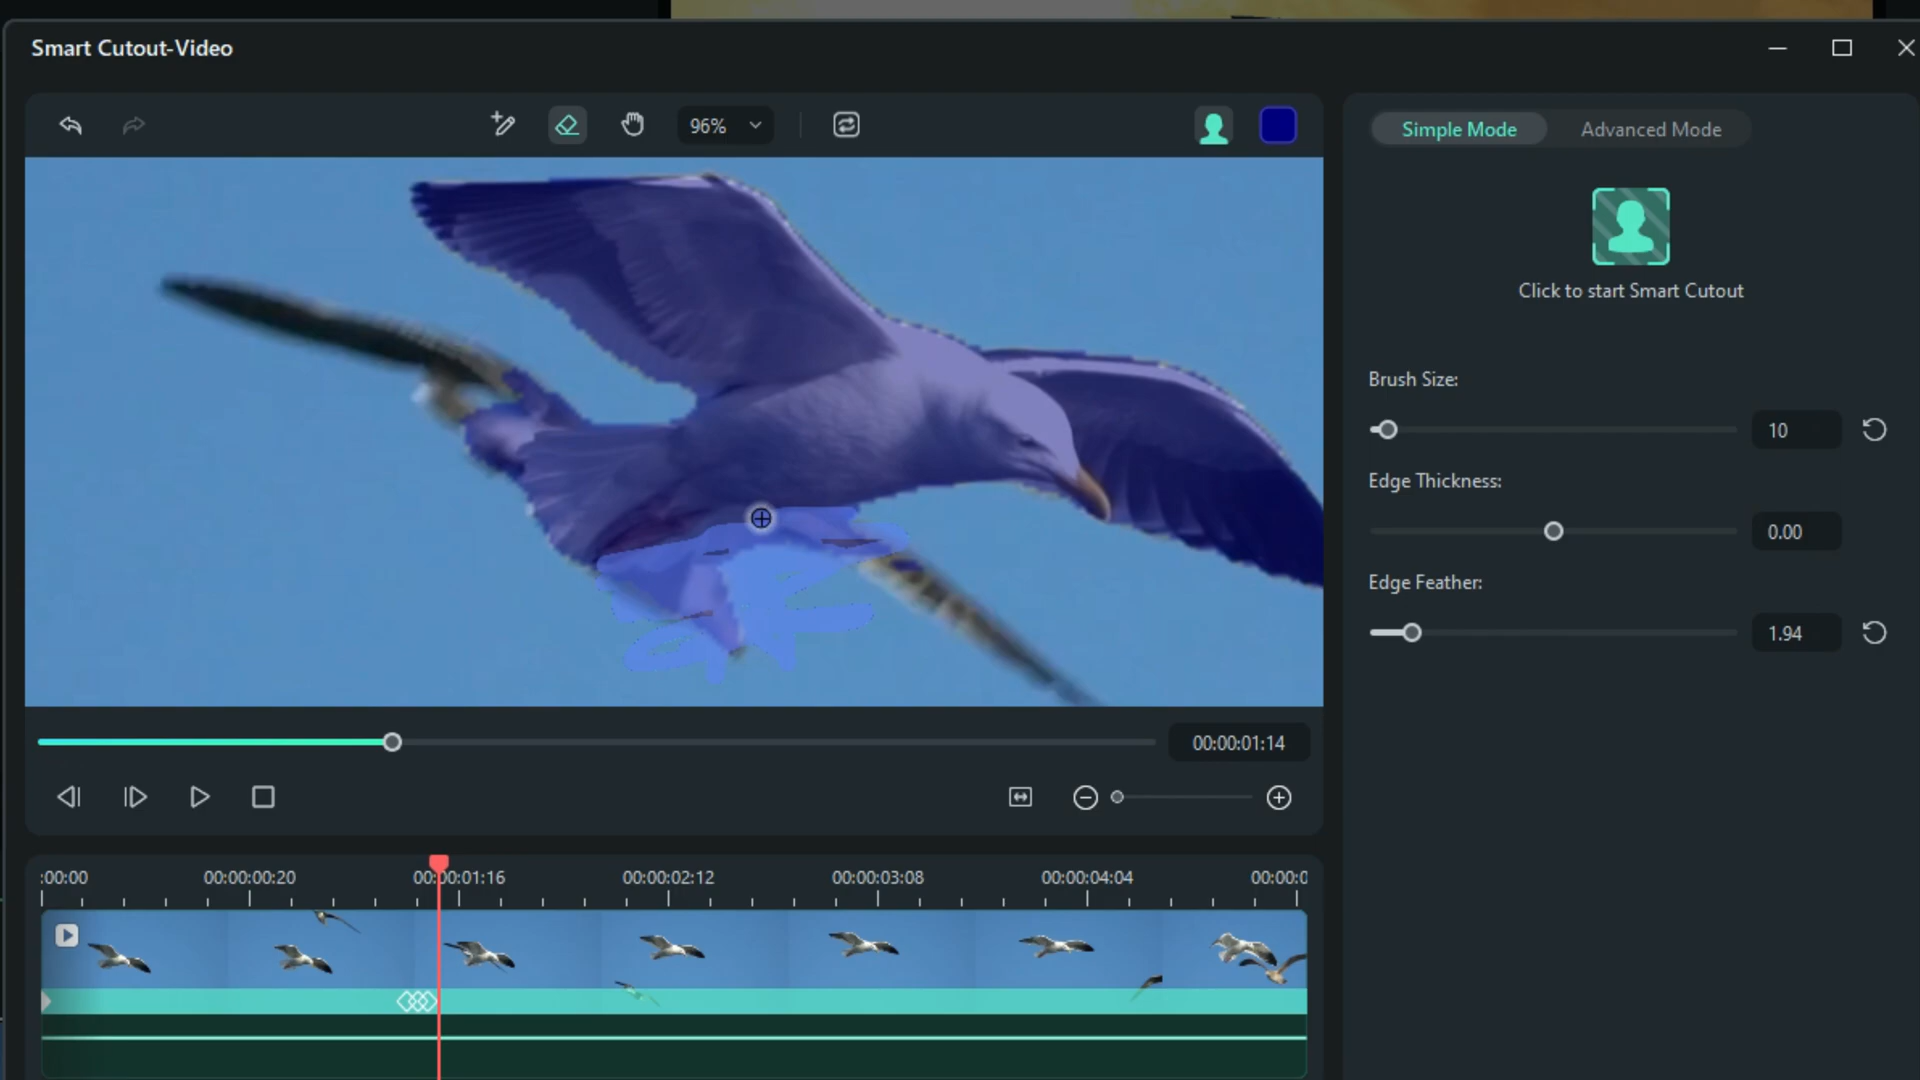 Smart Cutout-Video
96%
Simple Mode
Advanced Mode
Click to start Smart Cutout
Brush Size:
10
Edge Thickness:
0.00
Edge Feather:
1.94
00:00:01:14
:00:00
00:00:00:20
00:00:01:16
00:00:02:12
00:00:03:08
00:00:04:04
00:00:0